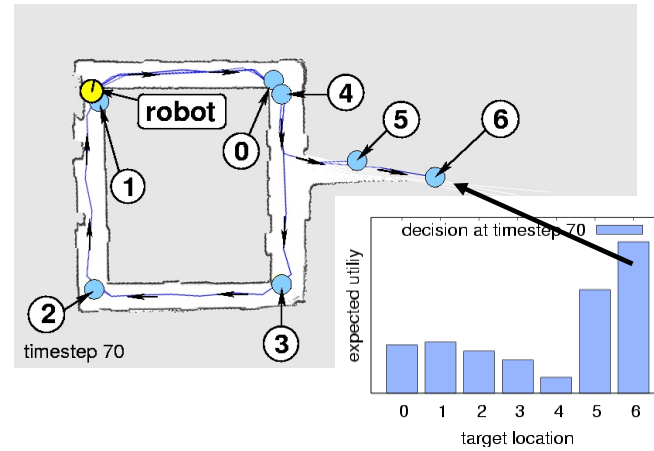 robot
4
0
5
6
1
2
3
timestep 70
decision at timestep 70
expected utiliy
0 1 2 3 4 5 6
target location